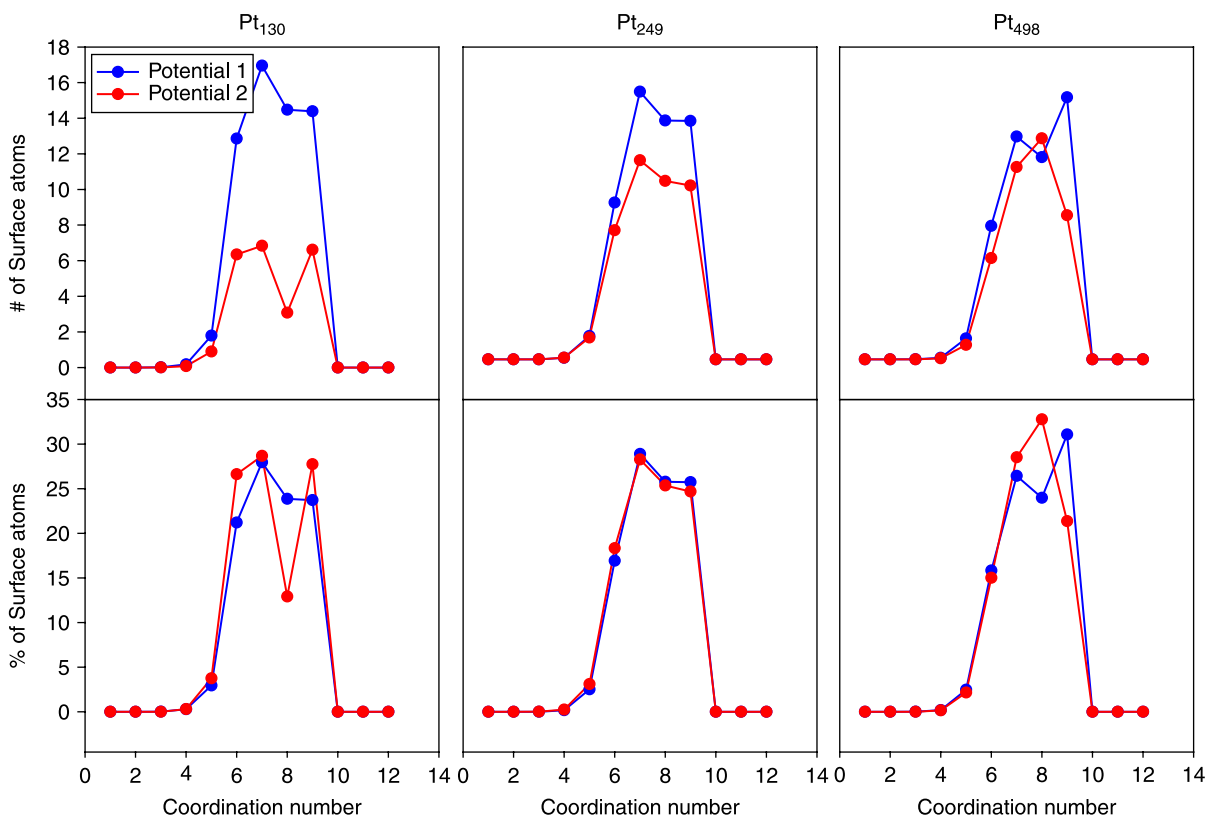 Pt₁₃₀ Pt₂₄₉ Pt₄₉₈
18
16
14
12
10
8
6
4
2
0
# of Surface atoms
Potential 1
Potential 2
35
30
25
20
15
10
5
0
% of Surface atoms
0 2 4 6 8 10 12 14 0 2 4 6 8 10 12 14 0 2 4 6 8 10 12 14
Coordination number Coordination number Coordination number